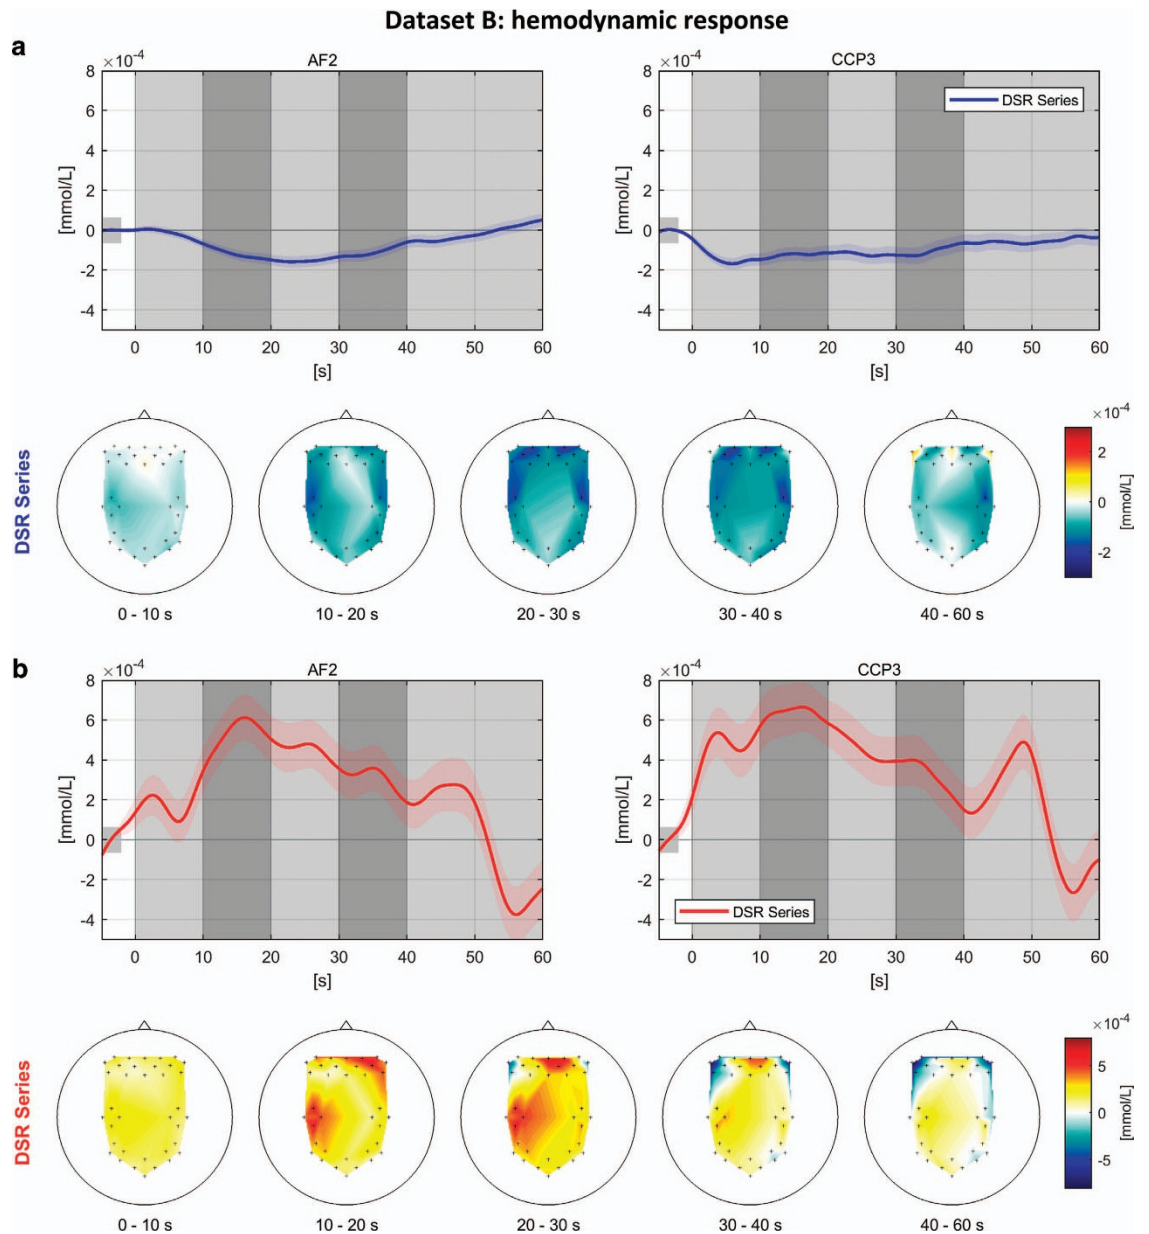 Dataset B: hemodynamic response
a
×10⁻⁴ AF2
8
6
4
2
0
-2
-4
[mmol/L]
0 10 20 30 40 50 60
[s]
×10⁻⁴ CCP3
8
6
4
2
0
-2
-4
[mmol/L]
DSR Series
0 10 20 30 40 50 60
[s]
DSR Series
0 - 10 s 10 - 20 s 20 - 30 s 30 - 40 s 40 - 60 s
×10⁻⁴
2
0
-2
[mmol/L]
b
×10⁻⁴ AF2
8
6
4
2
0
-2
-4
[mmol/L]
0 10 20 30 40 50 60
[s]
×10⁻⁴ CCP3
8
6
4
2
0
-2
-4
[mmol/L]
DSR Series
0 10 20 30 40 50 60
[s]
DSR Series
0 - 10 s 10 - 20 s 20 - 30 s 30 - 40 s 40 - 60 s
×10⁻⁴
5
0
-5
[mmol/L]